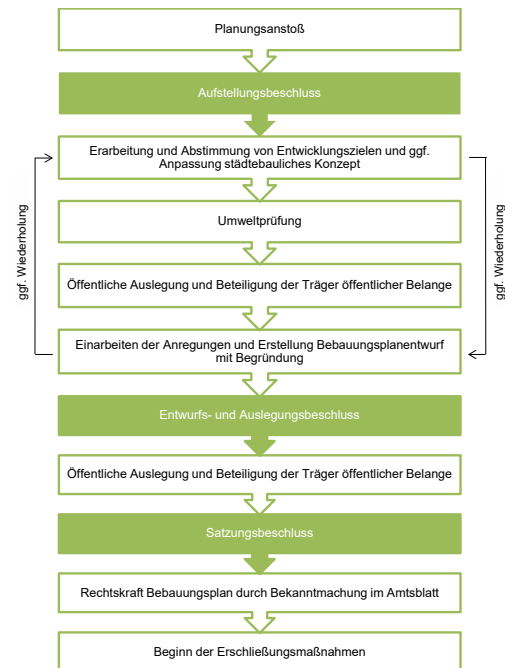 Planungsanstoß
Aufstellungsbeschluss
Erarbeitung und Abstimmung von Entwicklungszielen und ggf.
Anpassung städtebauliches Konzept
ggf. Wiederholung
ggf. Wiederholung
Umweltprüfung
Öffentliche Auslegung und Beteiligung der Träger öffentlicher Belange
Einarbeiten der Anregungen und Erstellung Bebauungsplanentwurf
mit Begründung
Entwurfs- und Auslegungsbeschluss
Öffentliche Auslegung und Beteiligung der Träger öffentlicher Belange
Satzungsbeschluss
Rechtskraft Bebauungsplan durch Bekanntmachung im Amtsblatt
Beginn der Erschließungsmaßnahmen